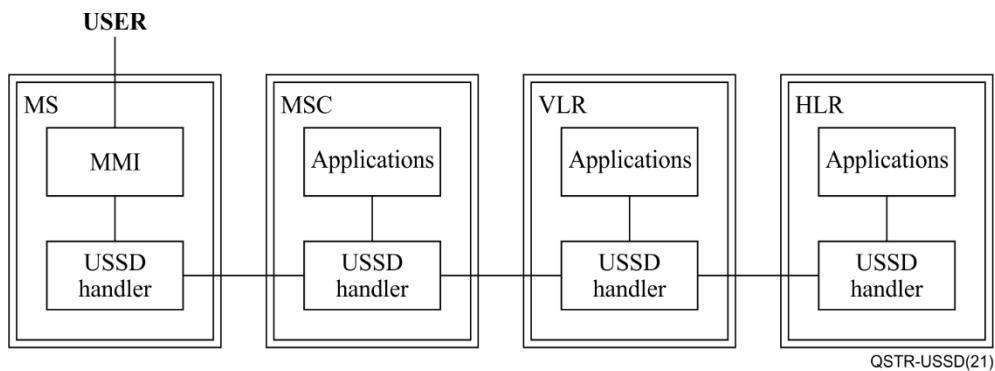 USER
MS
MMI
USSD
handler
MSC
Applications
USSD
handler
VLR
Applications
USSD
handler
HLR
Applications
USSD
handler
QSTR-USSD(21)